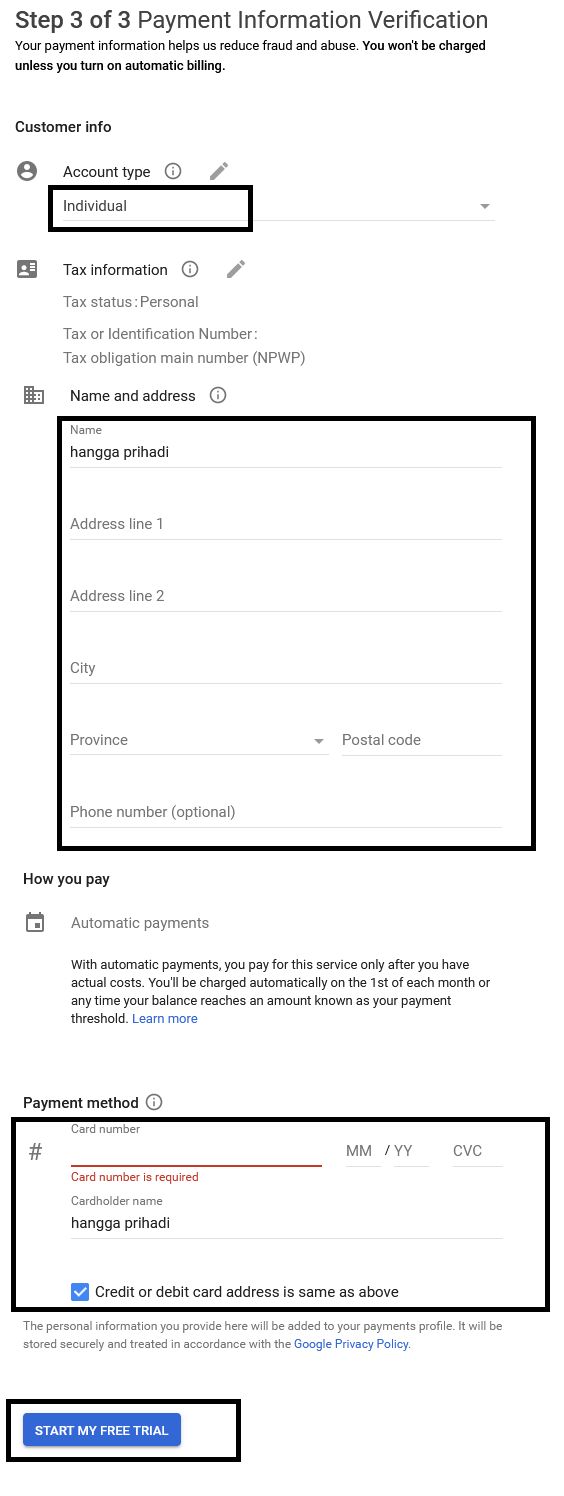 Step 3 of 3 Payment Information Verification
Your payment information helps us reduce fraud and abuse. You won't be charged
unless you turn on automatic billing.
Customer info
Account type
Individual
Tax information
Tax status: Personal
Tax or Identification Number:
Tax obligation main number (NPWP)
Name and address
Name
hangga prihadi
Address line 1
Address line 2
City
Province Postal code
Phone number (optional)
How you pay
Automatic payments
With automatic payments, you pay for this service only after you have
actual costs. You'll be charged automatically on the 1st of each month or
any time your balance reaches an amount known as your payment
threshold. Learn more
Payment method
Card number
# MM / YY CVC
Card number is required
Cardholder name
hangga prihadi
Credit or debit card address is same as above
The personal information you provide here will be added to your payments profile. It will be
stored securely and treated in accordance with the Google Privacy Policy.
START MY FREE TRIAL